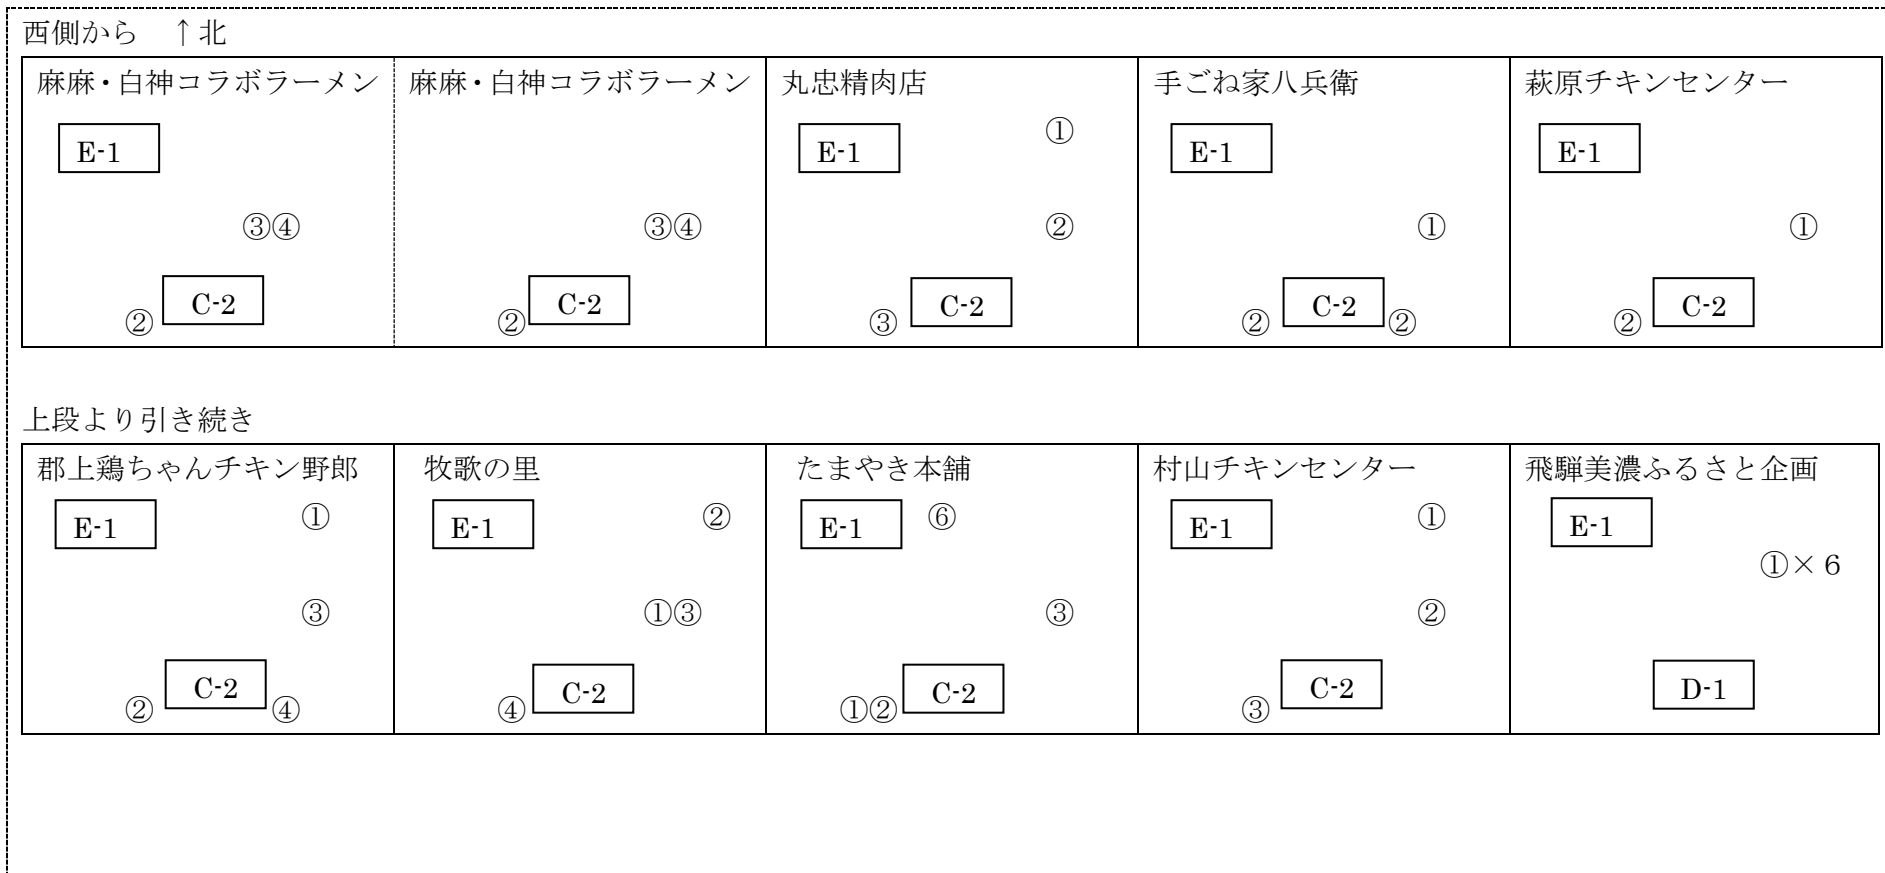 西側から　↑北
麻麻・白神コラボラーメン　麻麻・白神コラボラーメン　丸忠精肉店　手ごね家八兵衛　萩原チキンセンター
E-1　E-1　①　E-1　E-1
③④　③④　②　①　①
②　C-2　②　C-2　③　C-2　②　C-2　②　②　C-2
上段より引き続き
郡上鶏ちゃんチキン野郎　牧歌の里　たまやき本舗　村山チキンセンター　飛騨美濃ふるさと企画
E-1　①　E-1　②　E-1　⑥　E-1　①　E-1
①×６
③　①③　③　②
②　C-2　④　④　C-2　①②　C-2　③　C-2　D-1